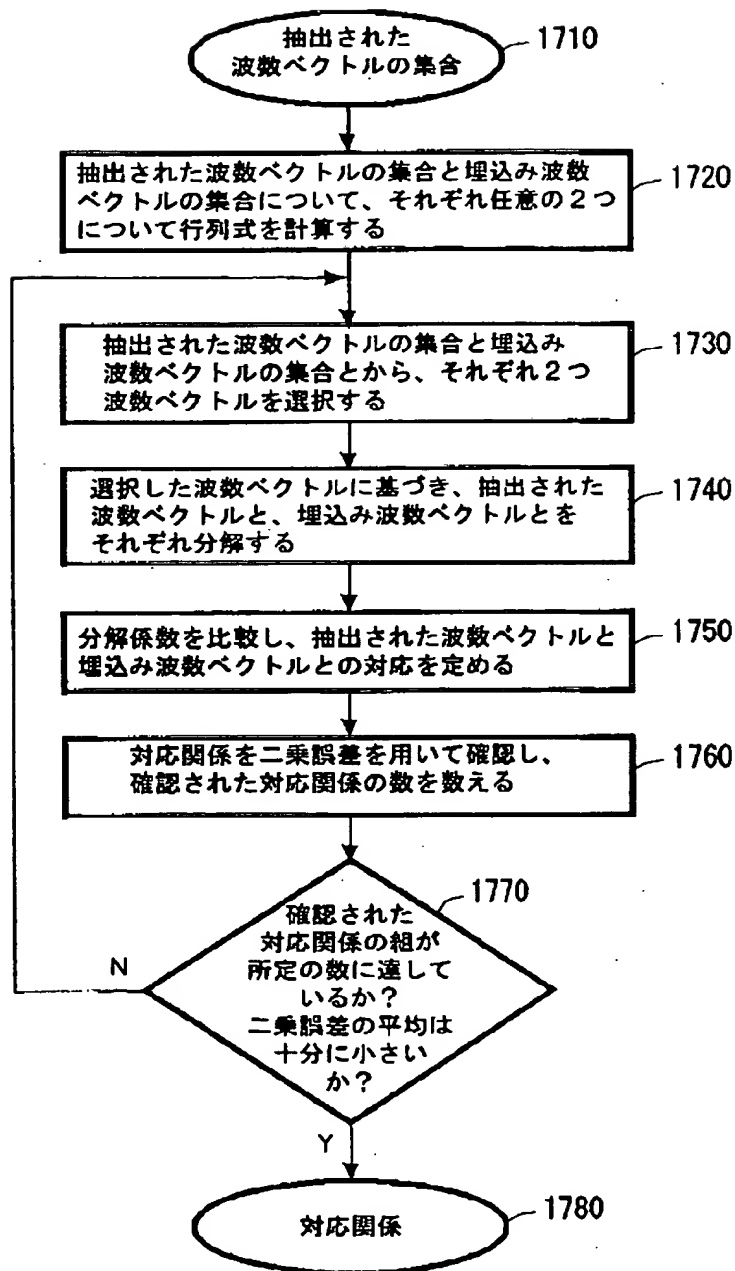 抽出された
波数ベクトルの集合
1710
抽出された波数ベクトルの集合と埋込み波数
ベクトルの集合について、それぞれ任意の２つ
について行列式を計算する
1720
抽出された波数ベクトルの集合と埋込み
波数ベクトルの集合とから、それぞれ２つ
波数ベクトルを選択する
1730
選択した波数ベクトルに基づき、抽出された
波数ベクトルと、埋込み波数ベクトルとを
それぞれ分解する
1740
分解係数を比較し、抽出された波数ベクトルと
埋込み波数ベクトルとの対応を定める
1750
対応関係を二乗誤差を用いて確認し、
確認された対応関係の数を数える
1760
1770
確認された
対応関係の組が
所定の数に達して
いるか？
二乗誤差の平均は
十分に小さい
か？
N
Y
対応関係
1780